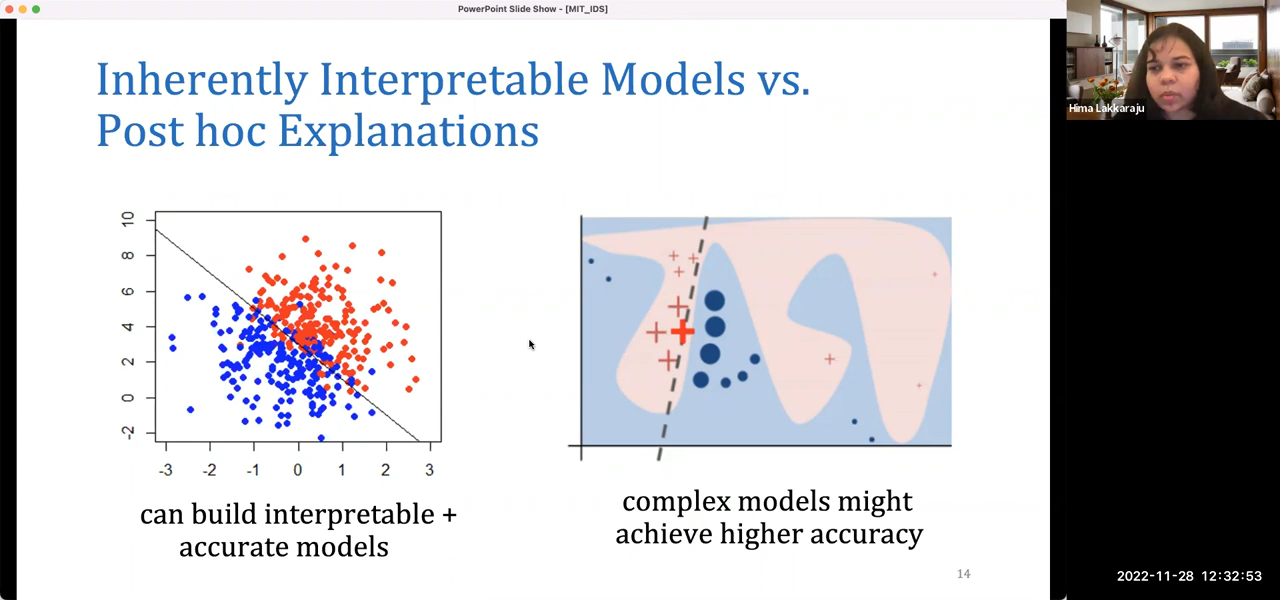 PowerPoint Slide Show - [MIT_IDS]
Inherently Interpretable Models vs.
Post hoc Explanations
Hima Lakkaraju
10
8
6
4
2
0
-2
-3 -2 -1 0 1 2 3
can build interpretable +
accurate models
complex models might
achieve higher accuracy
14
2022-11-28 12:32:53